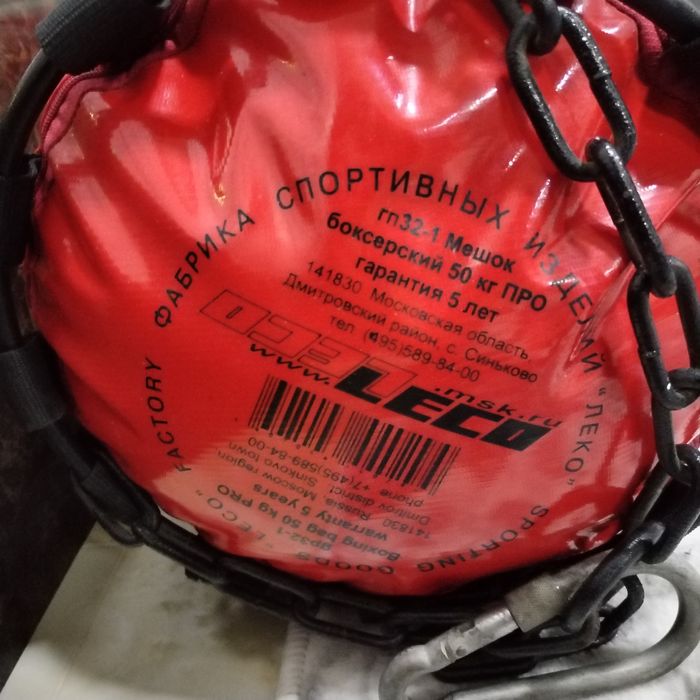 ФАБРИКА СПОРТИВНЫХ ИЗДЕЛИЙ "ЛЕКО"
гп32-1 Мешок
боксерский 50 кг ПРО
гарантия 5 лет
141830 Московская область
Дмитровский район, с. Синьково
тел (495)589-84-00
LECO
www.LECO.msk.ru
phone +7(495)589-84-00
Dmitrov district, Sinkovo town
141830 Russia, Moscow region
warranty 5 years
Boxing bag 50 kg PRO
gp32-1
SPORTING GOODS "LECO" FACTORY